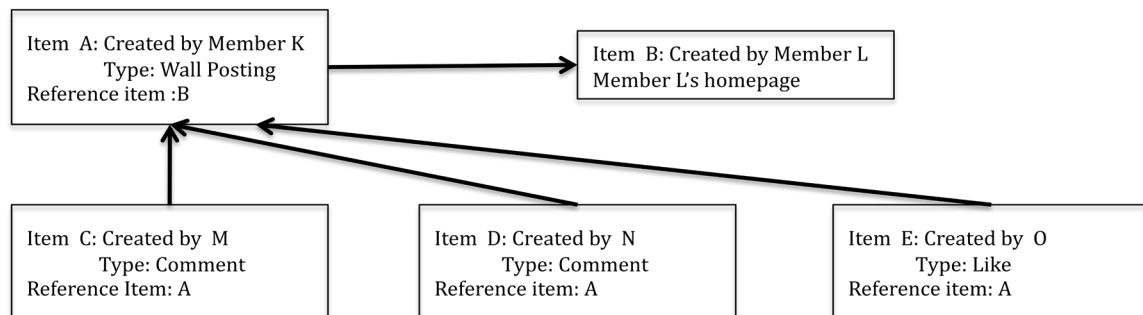 Item A: Created by Member K
Type: Wall Posting
Reference item :B
Item B: Created by Member L
Member L's homepage
Item C: Created by M
Type: Comment
Reference Item: A
Item D: Created by N
Type: Comment
Reference item: A
Item E: Created by O
Type: Like
Reference item: A